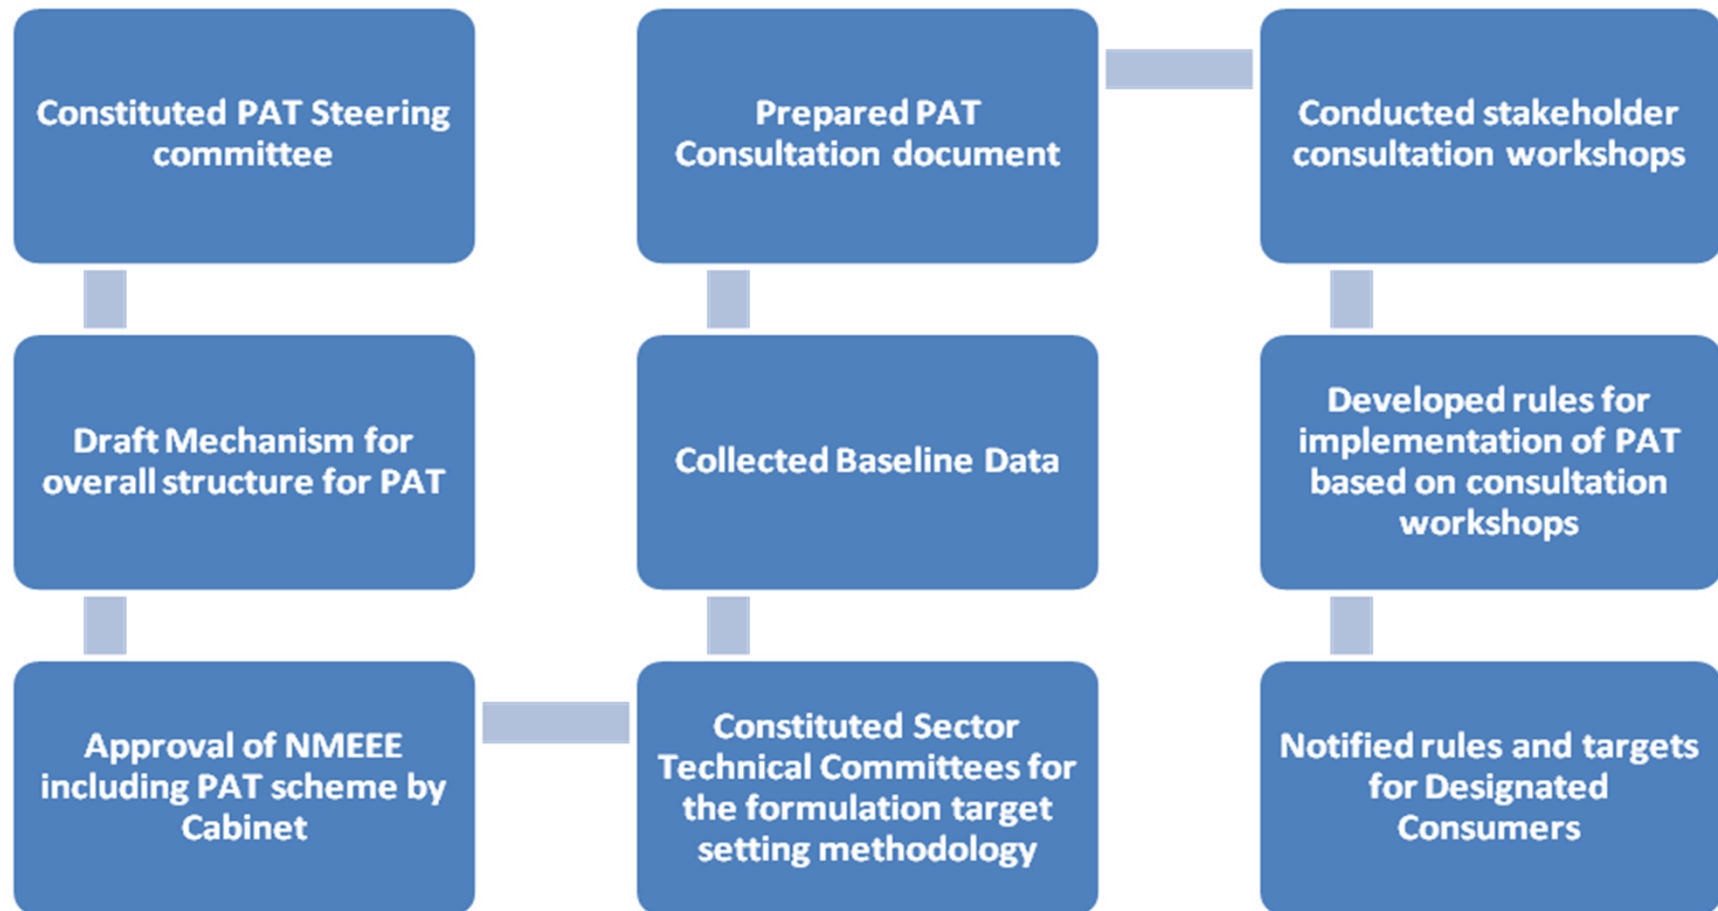 Constituted PAT Steering
committee
Draft Mechanism for
overall structure for PAT
Approval of NMEEE
including PAT scheme by
Cabinet
Constituted Sector
Technical Committees for
the formulation target
setting methodology
Collected Baseline Data
Prepared PAT
Consultation document
Conducted stakeholder
consultation workshops
Developed rules for
implementation of PAT
based on consultation
workshops
Notified rules and targets
for Designated
Consumers